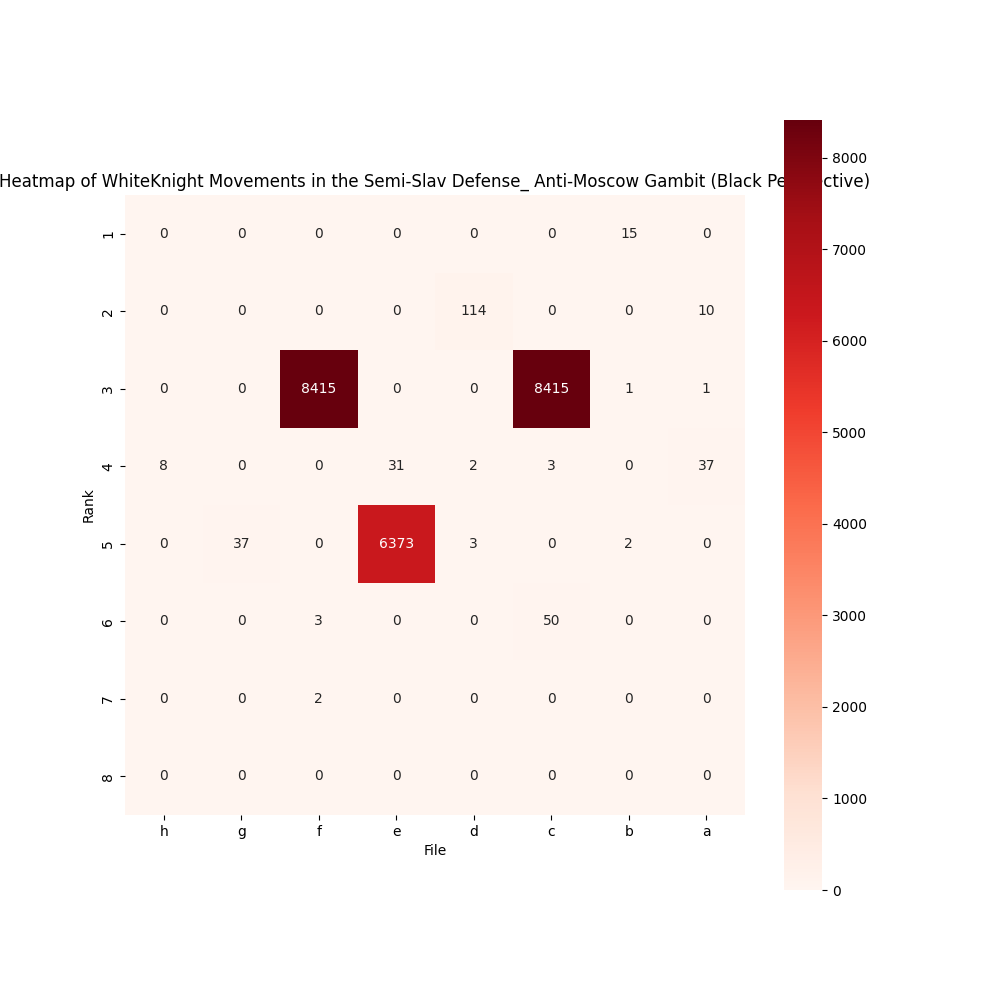 8000
Heatmap of WhiteKnight Movements in the Semi-Slav Defense_ Anti-Moscow Gambit (Black Perspective)
1 0 0 0 0 0 0 15 0
7000
2 0 0 0 0 114 0 0 10
6000
3 0 0 8415 0 0 8415 1 1
5000
4 8 0 0 31 2 3 0 37
4000
Rank
5 0 37 0 6373 3 0 2 0
3000
6 0 0 3 0 0 50 0 0
2000
7 0 0 2 0 0 0 0 0
8 0 0 0 0 0 0 0 0
1000
h g f e d c b a
File
0